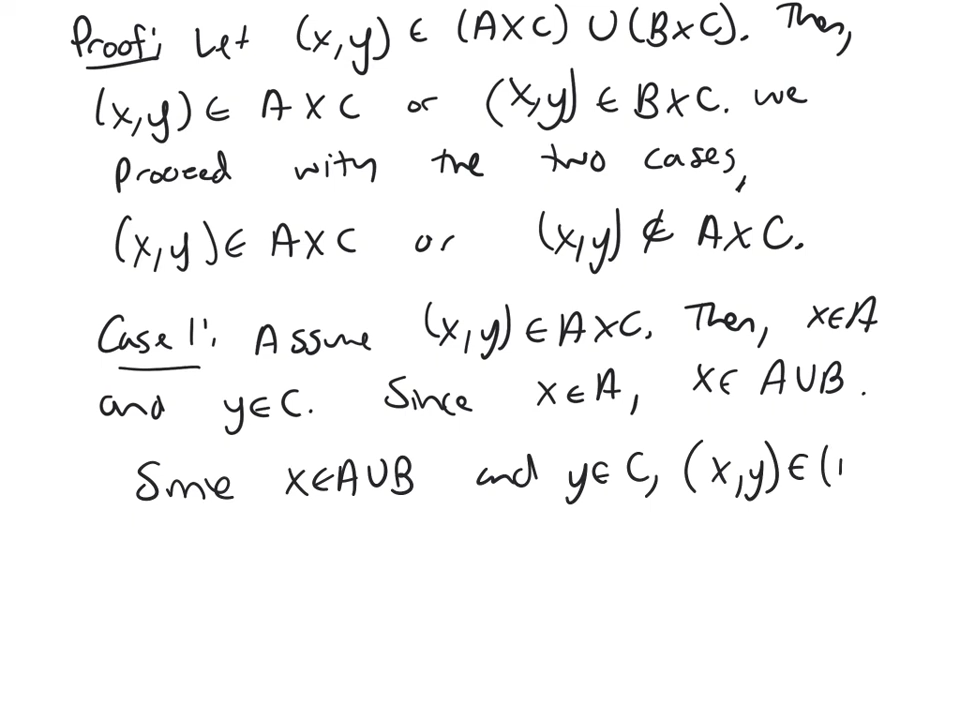 Proof: Let (x,y) ∈ (A×C) ∪ (B×C). Then,
(x,y) ∈ A × C or (x,y) ∈ B×C. we
proceed with the two cases,
(x,y) ∈ A×C or (x,y) ∉ A×C.
Case 1: Assume (x,y) ∈ A×C. Then, x∈A
and y∈C. Since x∈A, x∈ A∪B.
Since x∈A∪B and y∈C, (x,y)∈(